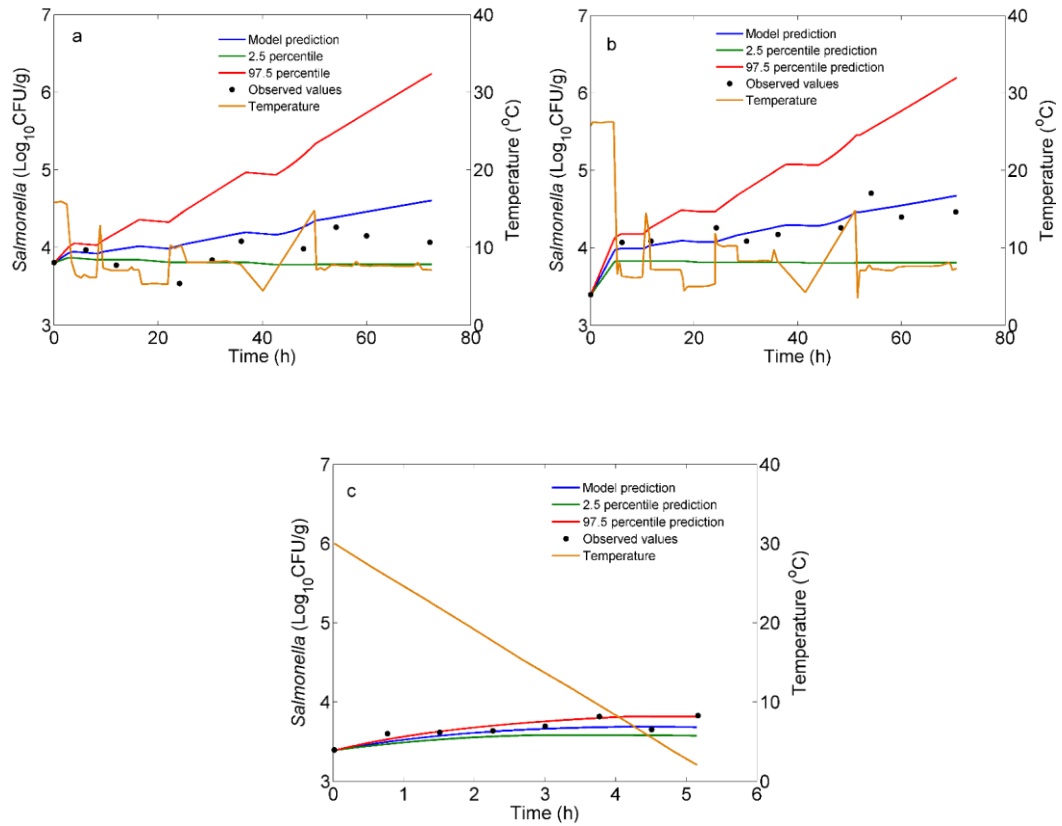 a
Model prediction
2.5 percentile
97.5 percentile
Observed values
Temperature
7
6
5
4
3
Salmonella (Log10CFU/g)
40
30
20
10
0
Temperature (°C)
0 20 40 60 80
Time (h)
b
Model prediction
2.5 percentile prediction
97.5 percentile prediction
Observed values
Temperature
7
6
5
4
3
Salmonella (Log10CFU/g)
40
30
20
10
0
Temperature (°C)
0 20 40 60 80
Time (h)
c
Model prediction
2.5 percentile prediction
97.5 percentile prediction
Observed values
Temperature
7
6
5
4
3
Salmonella (Log10CFU/g)
40
30
20
10
0
Temperature (°C)
0 1 2 3 4 5 6
Time (h)